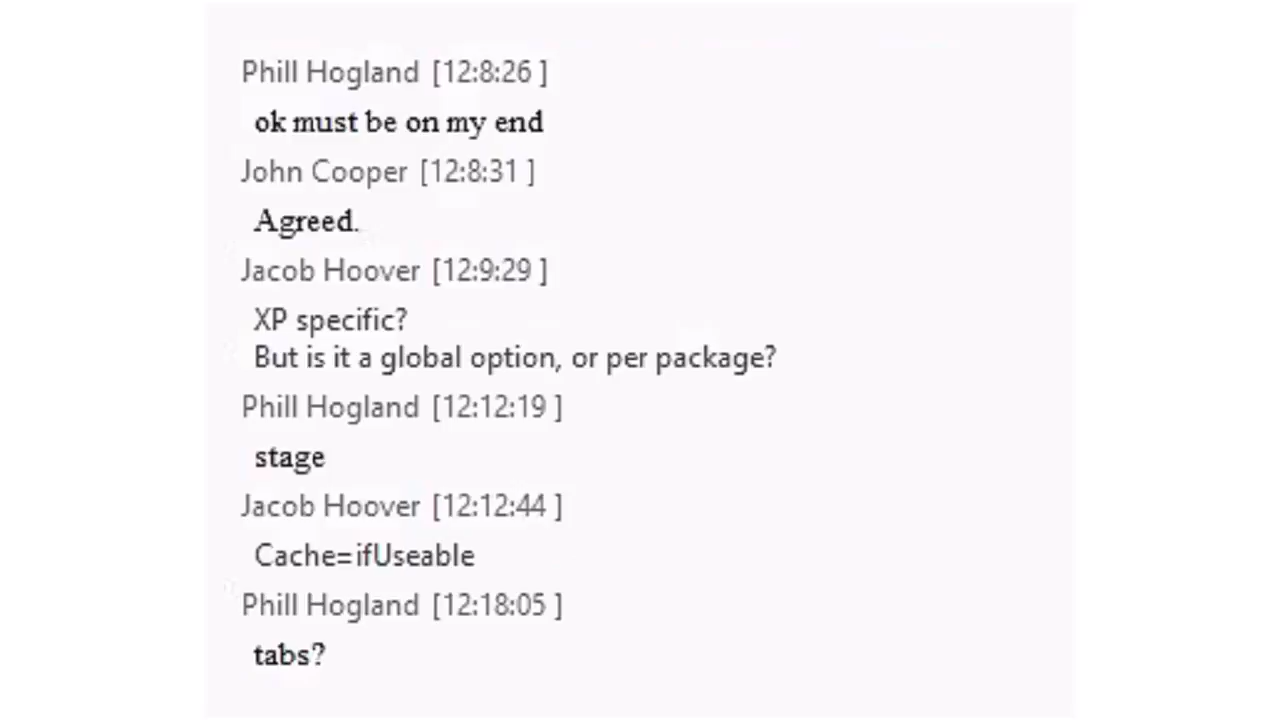 Phill Hogland [12:8:26 ]
ok must be on my end
John Cooper [12:8:31 ]
Agreed.
Jacob Hoover [12:9:29 ]
XP specific?
But is it a global option, or per package?
Phill Hogland [12:12:19 ]
stage
Jacob Hoover [12:12:44 ]
Cache=ifUseable
Phill Hogland [12:18:05 ]
tabs?